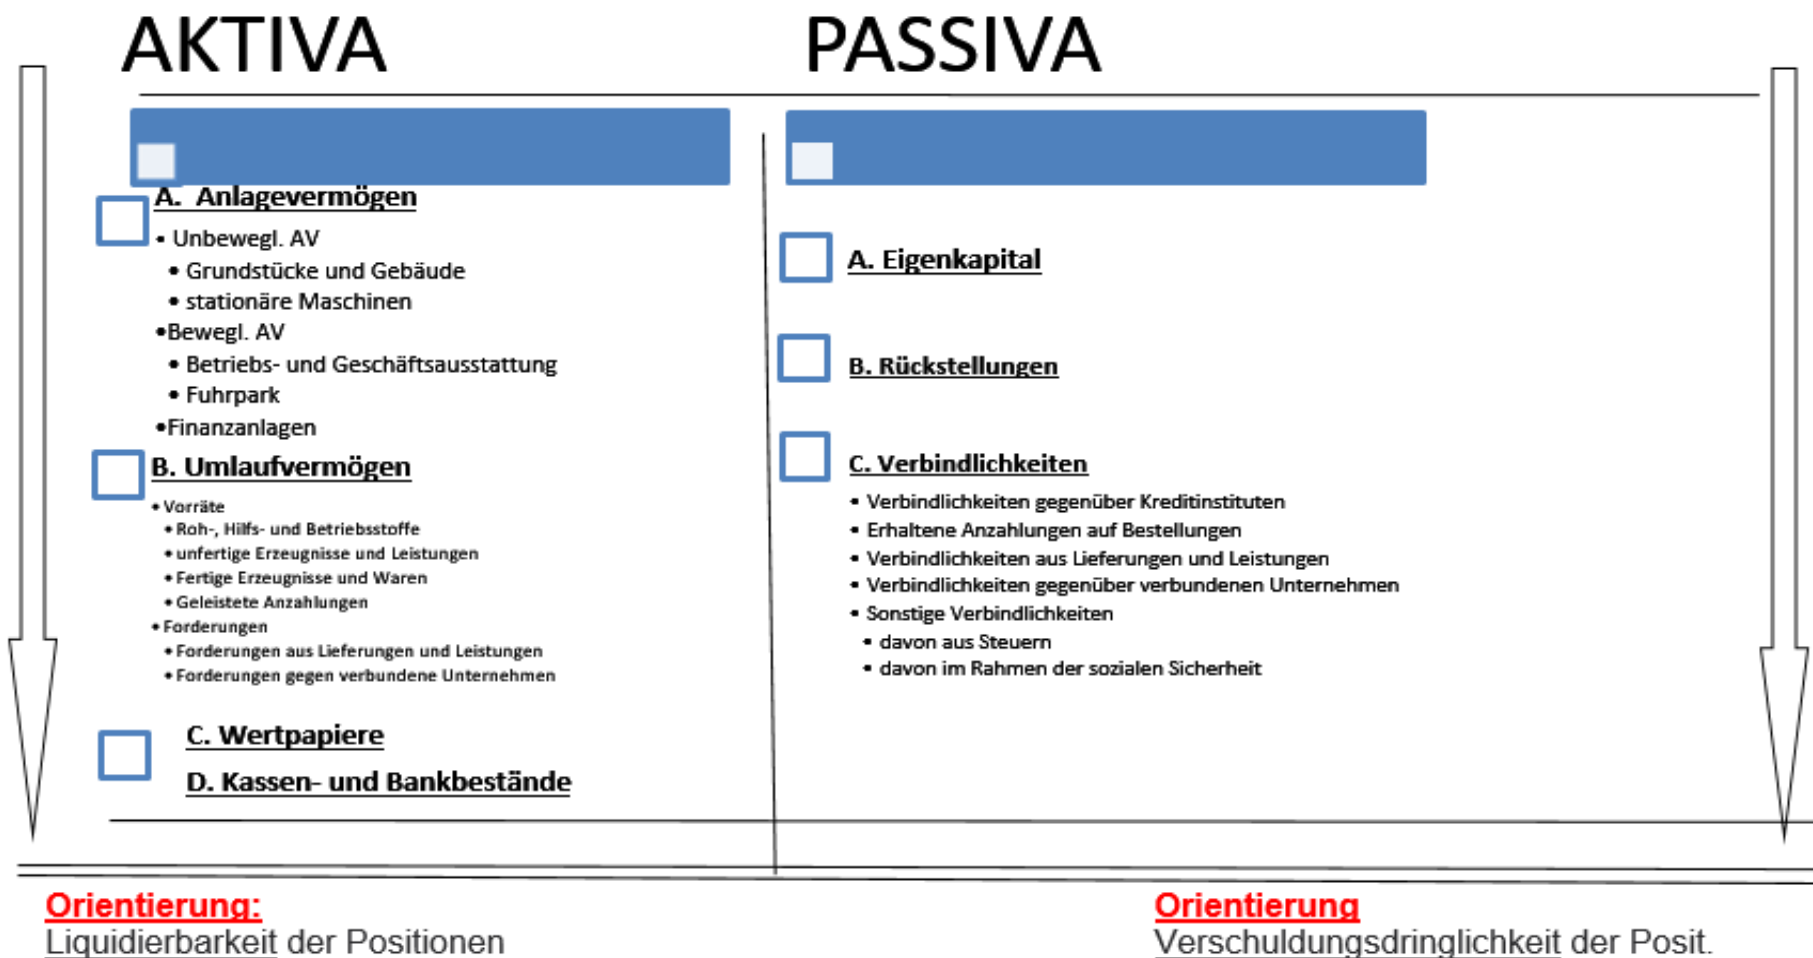 AKTIVA
PASSIVA
A. Anlagevermögen
• Unbewegl. AV
• Grundstücke und Gebäude
• stationäre Maschinen
•Bewegl. AV
• Betriebs- und Geschäftsausstattung
• Fuhrpark
•Finanzanlagen
B. Umlaufvermögen
• Vorräte
• Roh-, Hilfs- und Betriebsstoffe
• unfertige Erzeugnisse und Leistungen
• Fertige Erzeugnisse und Waren
• Geleistete Anzahlungen
• Forderungen
• Forderungen aus Lieferungen und Leistungen
• Forderungen gegen verbundene Unternehmen
C. Wertpapiere
D. Kassen- und Bankbestände
A. Eigenkapital
B. Rückstellungen
C. Verbindlichkeiten
• Verbindlichkeiten gegenüber Kreditinstituten
• Erhaltene Anzahlungen auf Bestellungen
• Verbindlichkeiten aus Lieferungen und Leistungen
• Verbindlichkeiten gegenüber verbundenen Unternehmen
• Sonstige Verbindlichkeiten
• davon aus Steuern
• davon im Rahmen der sozialen Sicherheit
Orientierung:
Liquidierbarkeit der Positionen
Orientierung
Verschuldungsdringlichkeit der Posit.